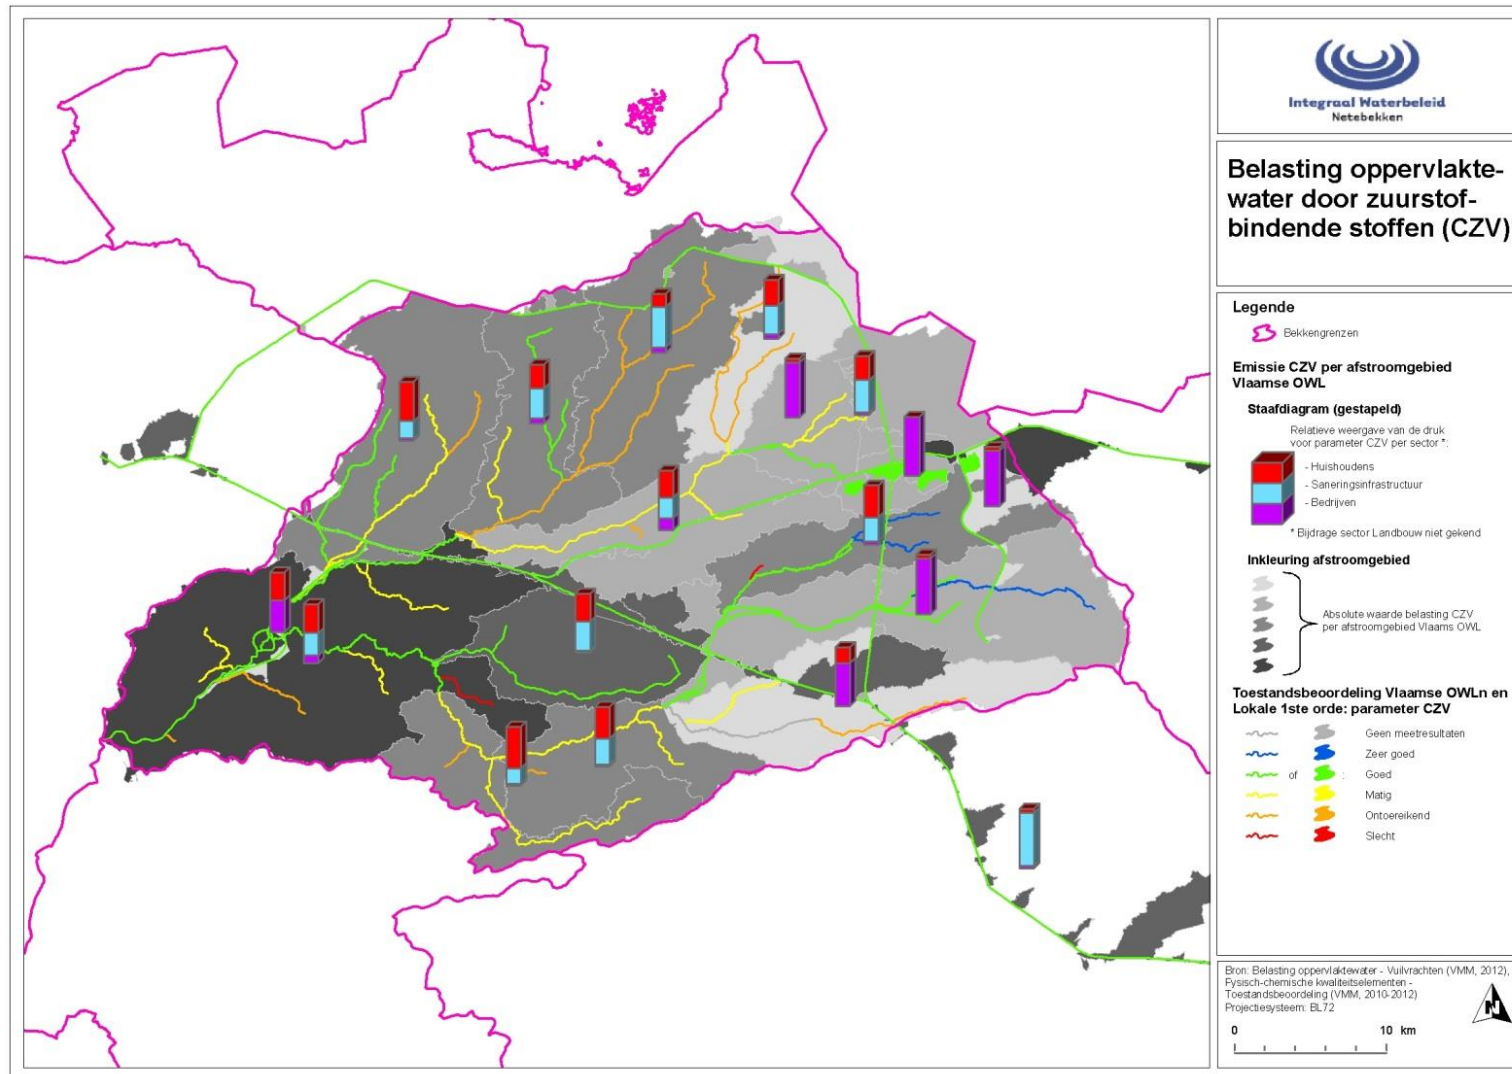 Integraal Waterbeleid
Netebekken
Belasting oppervlakte-
water door zuurstof-
bindende stoffen (CZV)
Legende
Bekkengrenzen
Emissie CZV per afstroomgebied
Vlaamse OWL
Staafdiagram (gestapeld)
Relatieve weergave van de druk
voor parameter CZV per sector *:
- Huishoudens
- Saneringsinfrastructuur
- Bedrijven
* Bijdrage sector Landbouw niet gekend
Inkleuring afstroomgebied
Absolute waarde belasting CZV
per afstroomgebied Vlaams OWL
Toestandsbeoordeling Vlaamse OWLn en
Lokale 1ste orde: parameter CZV
Geen meetresultaten
Zeer goed
of : Goed
Matig
Ontoereikend
Slecht
Bron: Belasting oppervlaktewater - Vuilvrachten (VMM, 2012),
Fysisch-chemische kwaliteitselementen -
Toestandsbeoordeling (VMM, 2010-2012)
Projectiesysteem: BL72
N
0 10 km